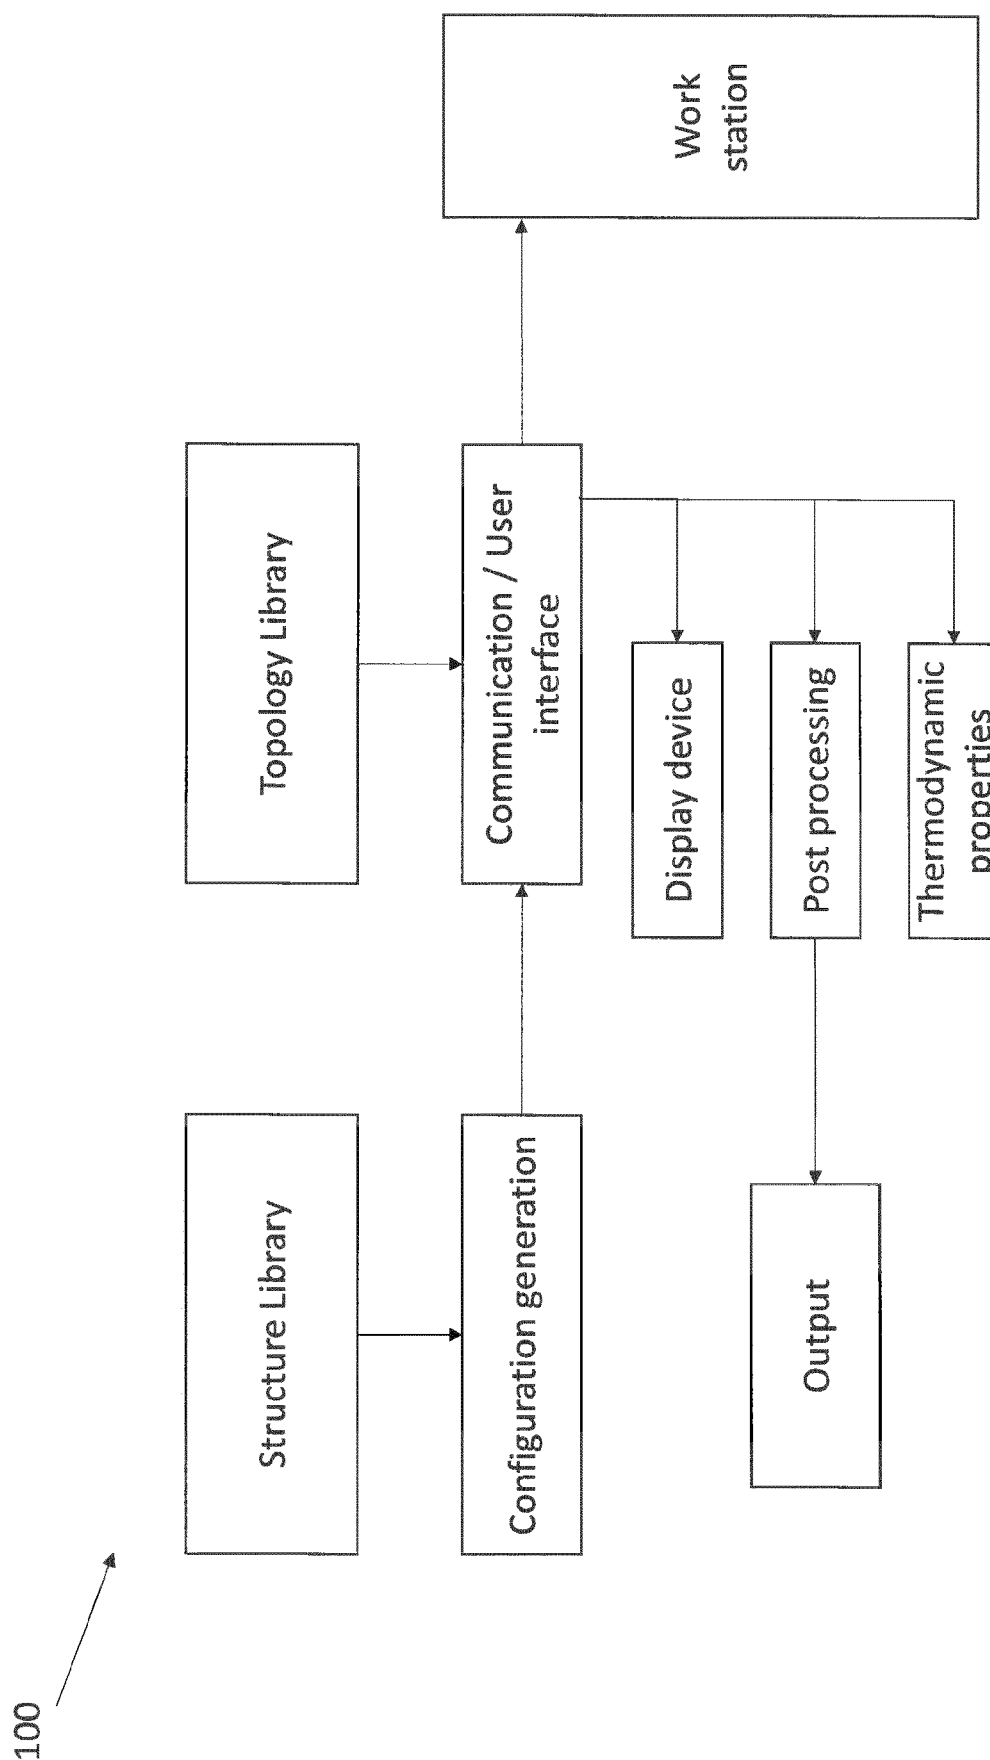 100
Structure Library
Topology Library
Configuration generation
Communication / User
interface
Work
station
Display device
Post processing
Output
Thermodynamic
properties